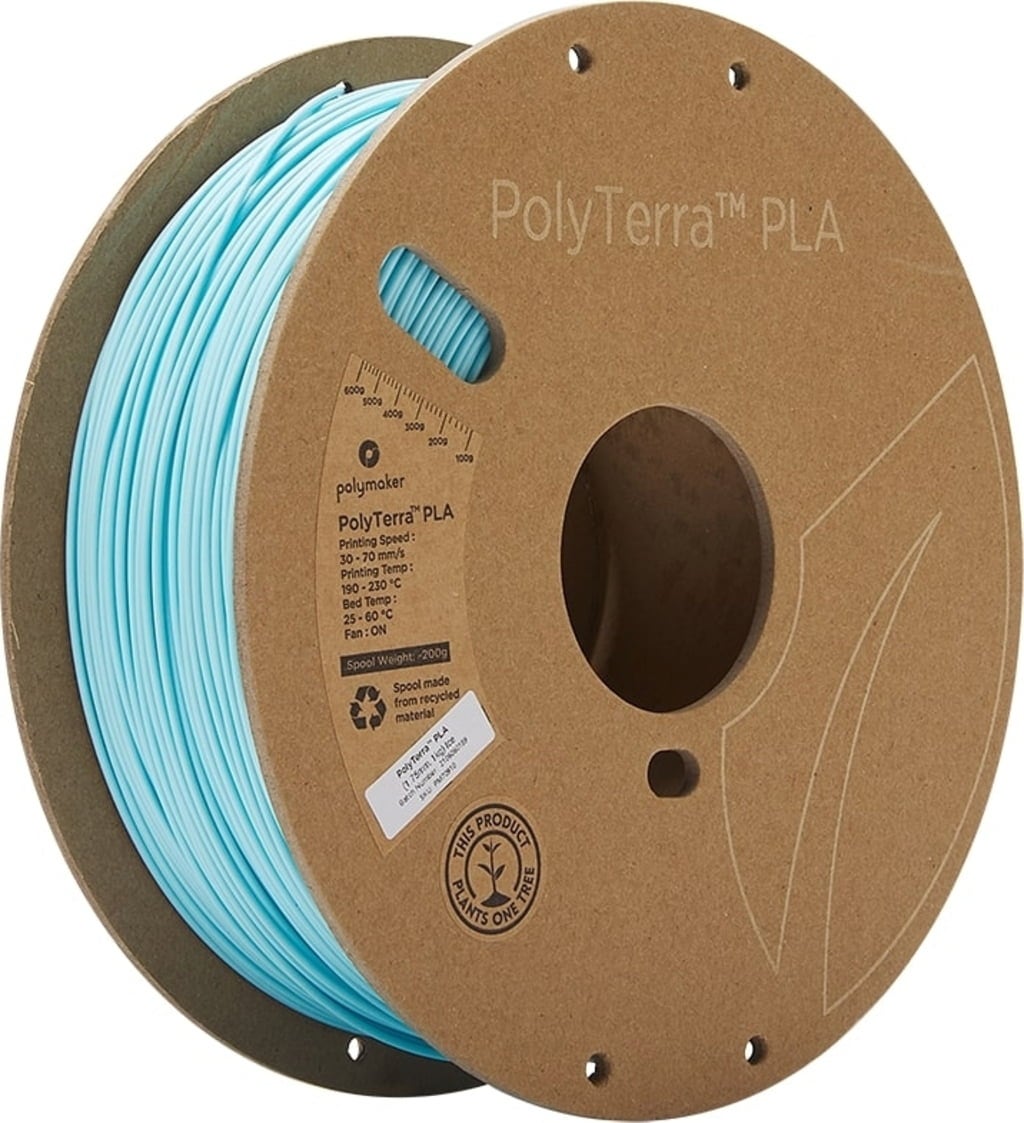 PolyTerra™ PLA
600g
500g
400g
300g
200g
100g
polymaker
PolyTerra™ PLA
Printing Speed :
30 - 70 mm/s
Printing Temp :
190 - 230 °C
Bed Temp :
25 - 60 °C
Fan : ON
Spool Weight: ~200g
Spool made
from recycled
material
PolyTerra™ PLA
(1.75mm, 1kg) Ice
Batch Number:
SKU:
THIS PRODUCT
PLANTS ONE TREE